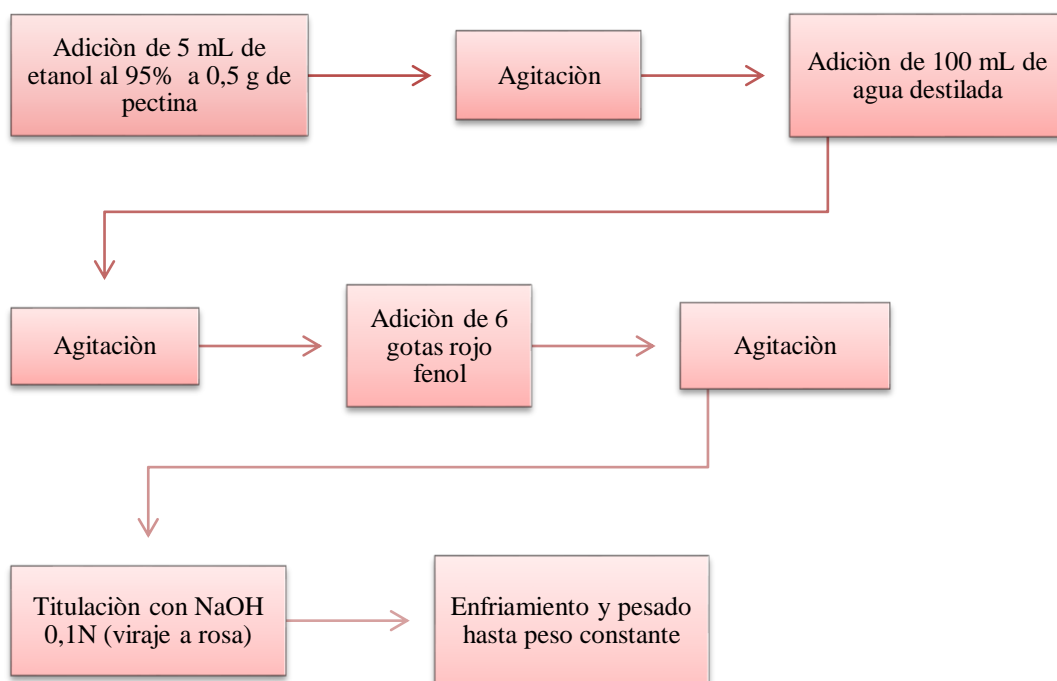 Adiciòn de 5 mL de
etanol al 95% a 0,5 g de
pectina
Agitaciòn
Adiciòn de 100 mL de
agua destilada
Agitaciòn
Adiciòn de 6
gotas rojo
fenol
Agitaciòn
Titulaciòn con NaOH
0,1N (viraje a rosa)
Enfriamiento y pesado
hasta peso constante